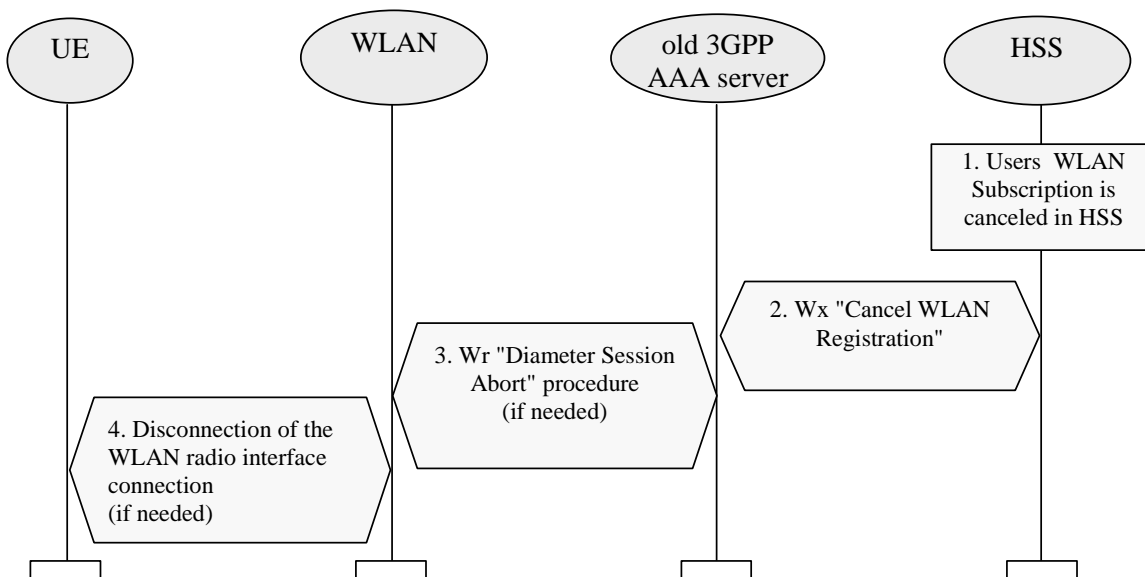 UE
WLAN
old 3GPP
AAA server
HSS
1. Users WLAN
Subscription is
canceled in HSS
2. Wx "Cancel WLAN
Registration"
3. Wr "Diameter Session
Abort" procedure
(if needed)
4. Disconnection of the
WLAN radio interface
connection
(if needed)